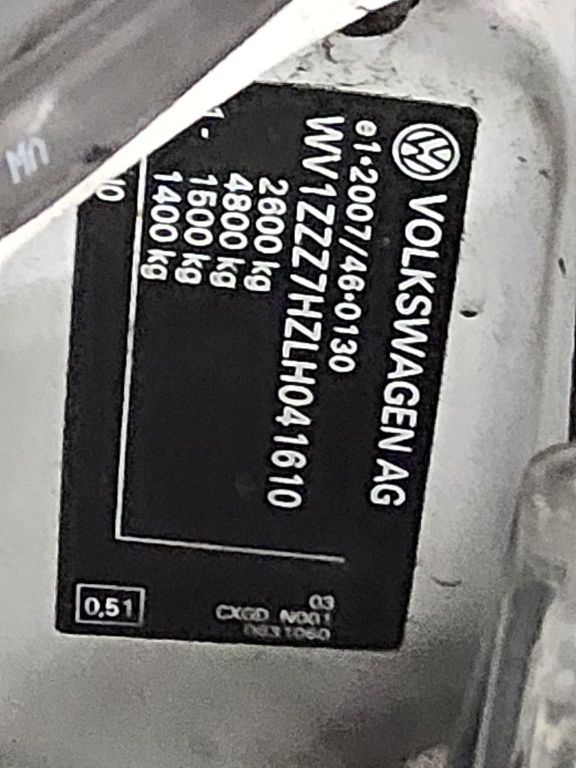 VOLKSWAGEN AG
e1*2007/46*0130
WV1ZZZ7HZLH041610
2600 kg
4800 kg
1500 kg
1400 kg
03
CXGD N001
0,51